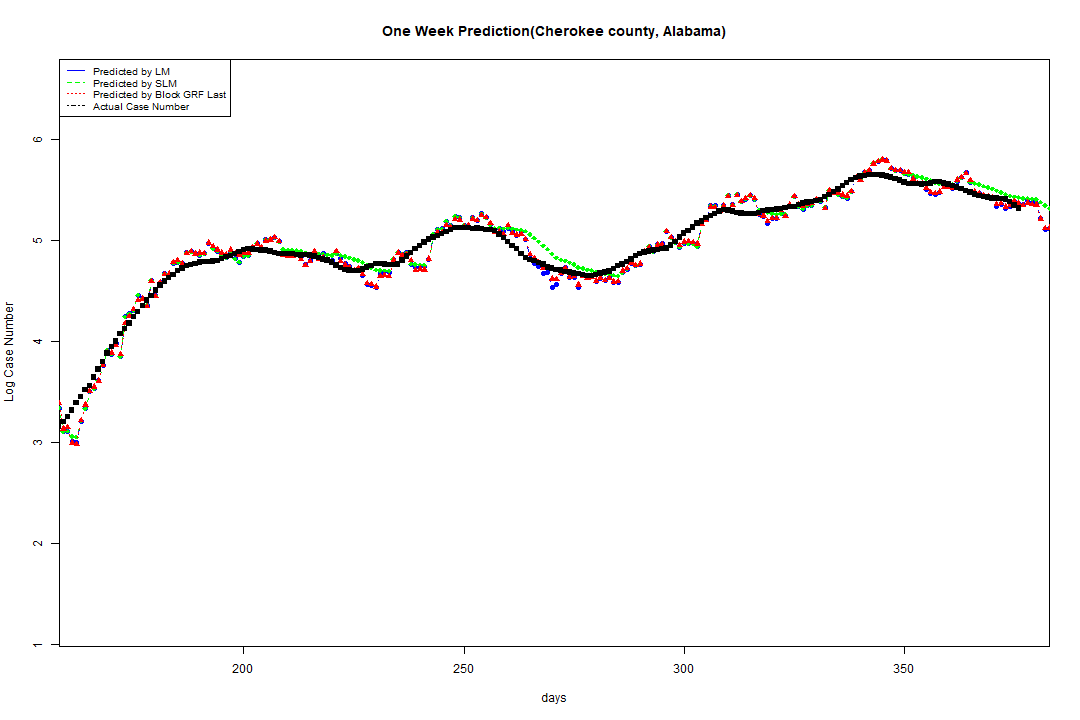 One Week Prediction(Cherokee county, Alabama)
Predicted by LM
Predicted by SLM
Predicted by Block GRF Last
Actual Case Number
6
5
4
3
2
1
Log Case Number
200 250 300 350
days